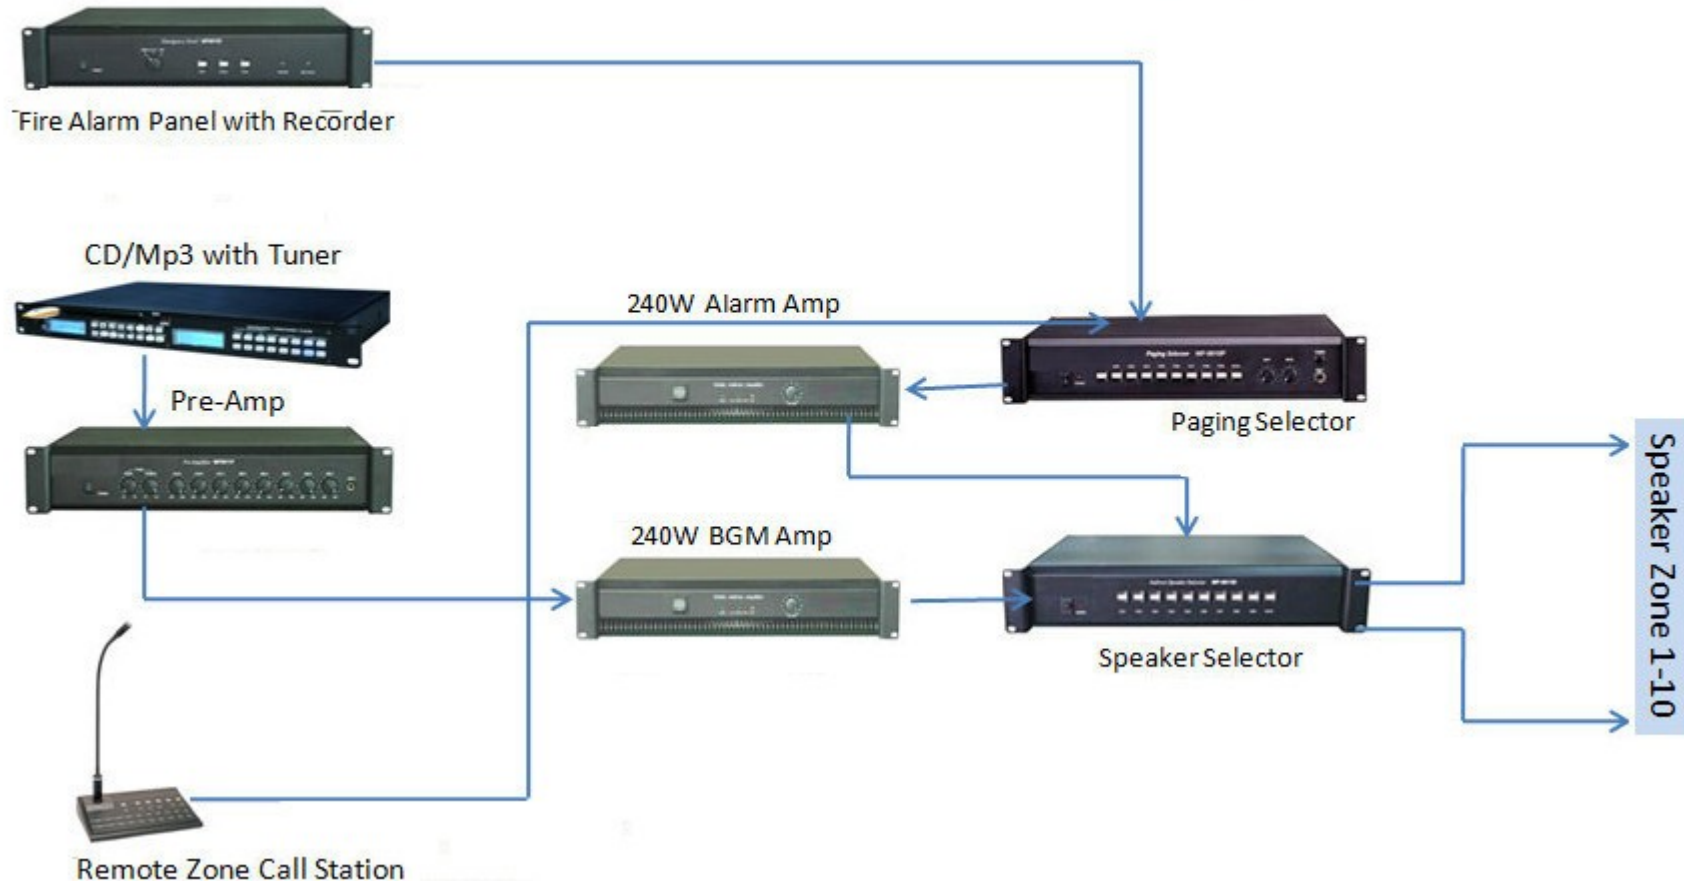 Fire Alarm Panel with Recorder
CD/Mp3 with Tuner
240W Alarm Amp
Pre-Amp
Paging Selector
240W BGM Amp
Speaker Selector
Speaker Zone 1-10
Remote Zone Call Station